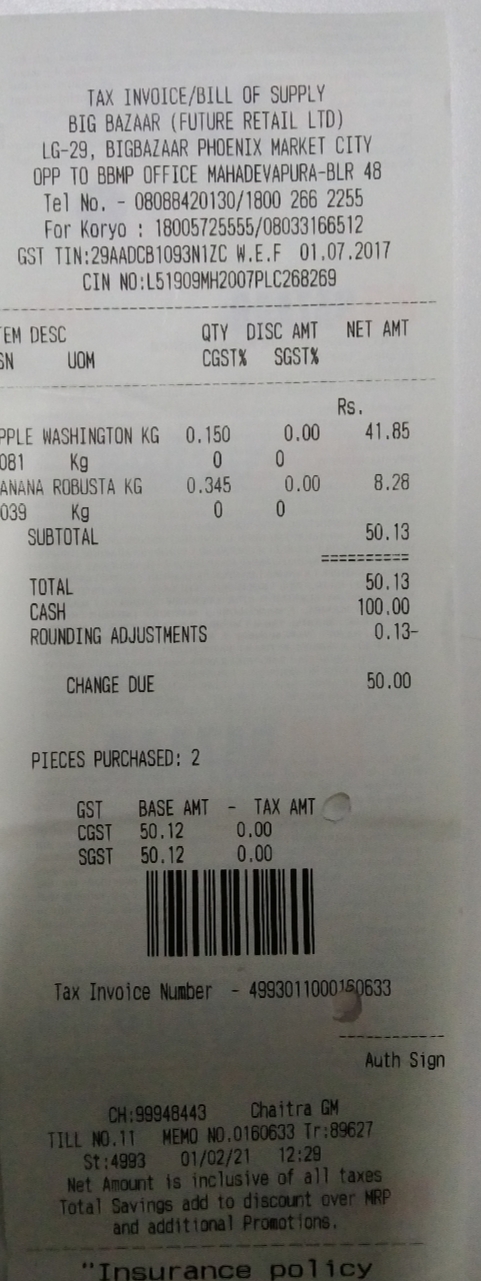 TAX INVOICE/BILL OF SUPPLY
BIG BAZAAR (FUTURE RETAIL LTD)
LG-29, BIGBAZAAR PHOENIX MARKET CITY
OPP TO BBMP OFFICE MAHADEVAPURA-BLR 48
Tel No. - 08088420130/1800 266 2255
For Koryo : 18005725555/08033166512
GST TIN:29AADCB1093N1ZC W.E.F 01.07.2017
CIN NO:L51909MH2007PLC268269
TEM DESC QTY DISC AMT NET AMT
SN UOM CGST% SGST%
Rs.
PPLE WASHINGTON KG 0.150 0.00 41.85
081 Kg 0 0
ANANA ROBUSTA KG 0.345 0.00 8.28
039 Kg 0 0
SUBTOTAL 50.13
==========
TOTAL 50.13
CASH 100.00
ROUNDING ADJUSTMENTS 0.13-
CHANGE DUE 50.00
PIECES PURCHASED: 2
GST BASE AMT - TAX AMT
CGST 50.12 0.00
SGST 50.12 0.00
Tax Invoice Number - 4993011000160633
Auth Sign
CH:99948443 Chaitra GM
TILL NO.11 MEMO NO.0160633 Tr:89627
St:4993 01/02/21 12:29
Net Amount is inclusive of all taxes
Total Savings add to discount over MRP
and additional Promotions.
"Insurance policy